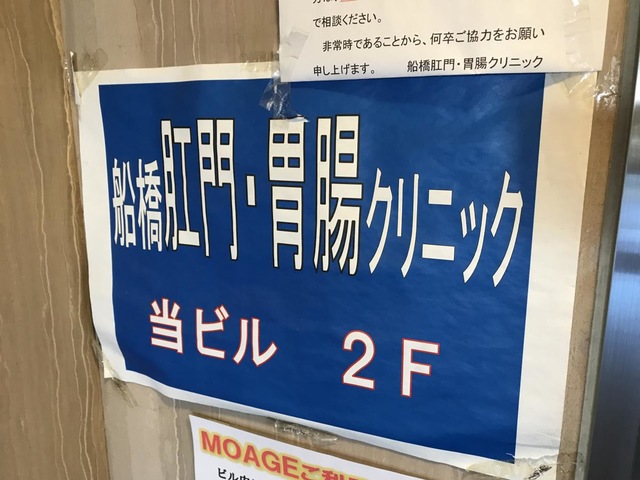 で相談ください。
非常時であることから、何卒ご協力をお願い
申し上げます。 船橋肛門・胃腸クリニック
船橋肛門・胃腸クリニック
当ビル 2F
MOAGEご利
ビル